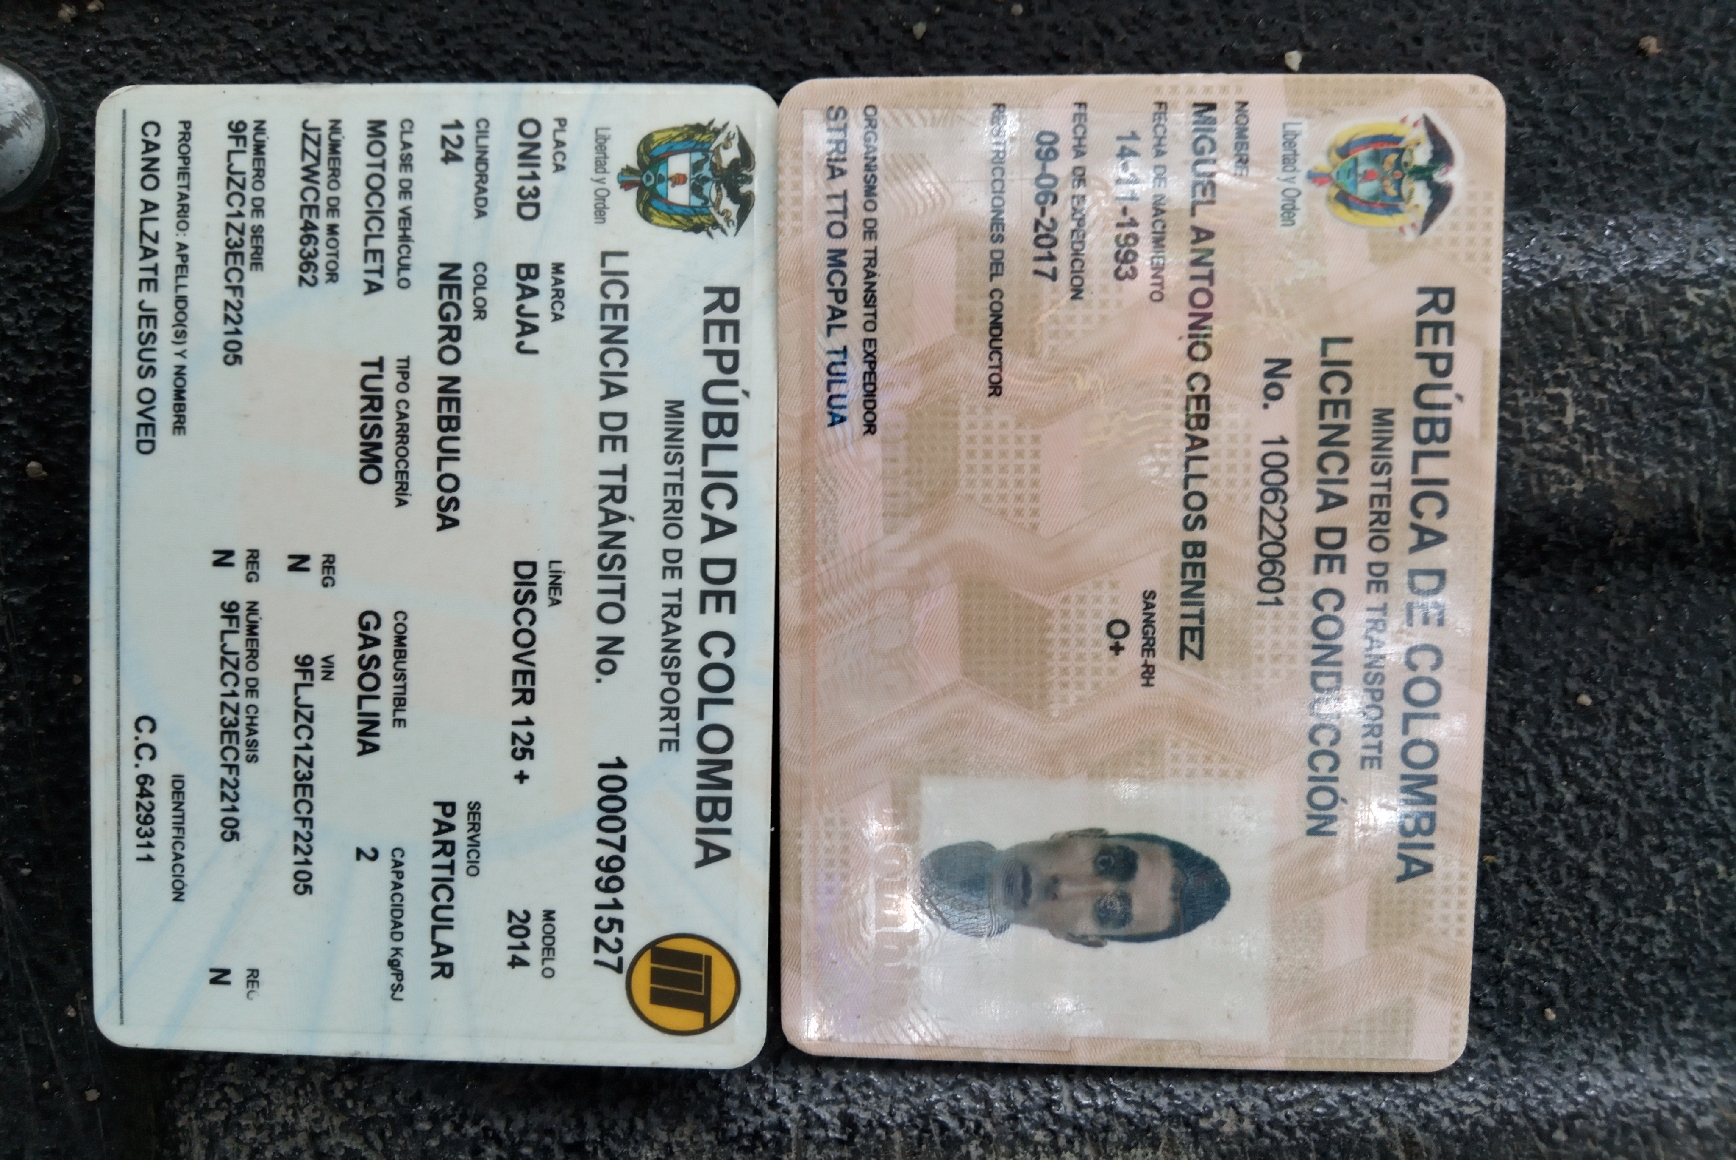 REPÚBLICA DE COLOMBIA
MINISTERIO DE TRANSPORTE
LICENCIA DE CONDUCCIÓN
Libertad y Orden
No. 1006220601
NOMBRE
MIGUEL ANTONIO CEBALLOS BENITEZ
FECHA DE NACIMIENTO SANGRE-RH
14-11-1993 O+
FECHA DE EXPEDICION
09-06-2017
RESTRICCIONES DEL CONDUCTOR
ORGANISMO DE TRÁNSITO EXPEDIDOR
STRIA TTO MCPAL TULUA
REPÚBLICA DE COLOMBIA
MINISTERIO DE TRANSPORTE
Libertad y Orden
LICENCIA DE TRÁNSITO No. 10007991527
PLACA MARCA LÍNEA MODELO
ONI13D BAJAJ DISCOVER 125 + 2014
CILINDRADA COLOR SERVICIO
124 NEGRO NEBULOSA PARTICULAR
CLASE DE VEHÍCULO TIPO CARROCERÍA COMBUSTIBLE CAPACIDAD Kg/PSJ
MOTOCICLETA TURISMO GASOLINA 2
NÚMERO DE MOTOR REG VIN
JZZWCE46362 N 9FLJZC1Z3ECF22105
NÚMERO DE SERIE REG NÚMERO DE CHASIS REG
9FLJZC1Z3ECF22105 N 9FLJZC1Z3ECF22105 N
PROPIETARIO: APELLIDO(S) Y NOMBRE IDENTIFICACIÓN
CANO ALZATE JESUS OVED C.C. 6429311